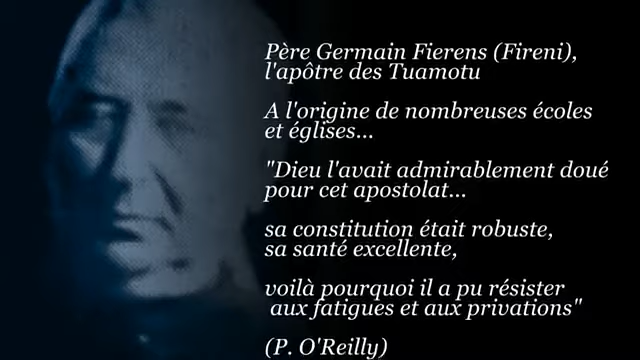 Père Germain Fierens (Fireni),
l'apôtre des Tuamotu
A l'origine de nombreuses écoles
et églises...
"Dieu l'avait admirablement doué
pour cet apostolat...
sa constitution était robuste,
sa santé excellente,
voilà pourquoi il a pu résister
aux fatigues et aux privations"
(P. O'Reilly)